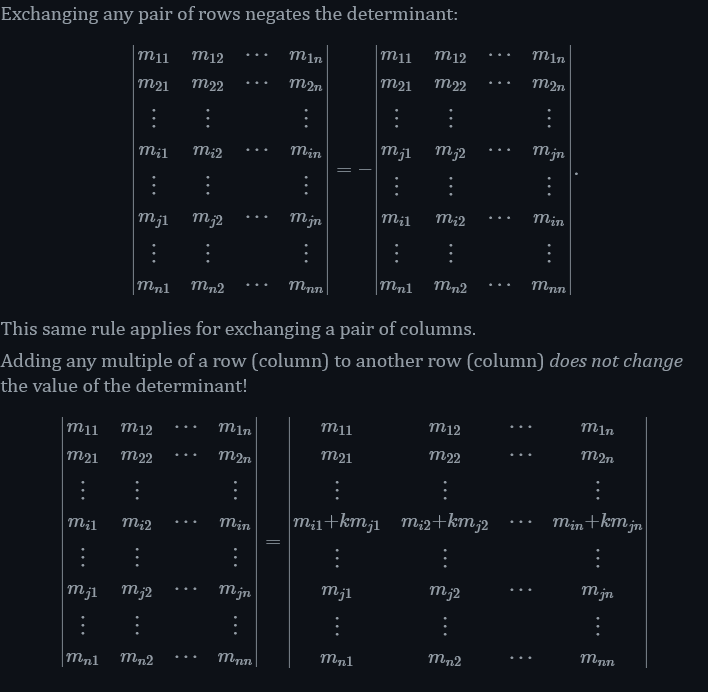 Exchanging any pair of rows negates the determinant:
|m₁₁ m₁₂ ⋯ m₁ₙ| |m₁₁ m₁₂ ⋯ m₁ₙ|
|m₂₁ m₂₂ ⋯ m₂ₙ| |m₂₁ m₂₂ ⋯ m₂ₙ|
|⋮ ⋮ ⋮| |⋮ ⋮ ⋮|
|mᵢ₁ mᵢ₂ ⋯ mᵢₙ| |mⱼ₁ mⱼ₂ ⋯ mⱼₙ|
|⋮ ⋮ ⋮| = − |⋮ ⋮ ⋮|.
|mⱼ₁ mⱼ₂ ⋯ mⱼₙ| |mᵢ₁ mᵢ₂ ⋯ mᵢₙ|
|⋮ ⋮ ⋮| |⋮ ⋮ ⋮|
|mₙ₁ mₙ₂ ⋯ mₙₙ| |mₙ₁ mₙ₂ ⋯ mₙₙ|
This same rule applies for exchanging a pair of columns.
Adding any multiple of a row (column) to another row (column) does not change
the value of the determinant!
|m₁₁ m₁₂ ⋯ m₁ₙ| |m₁₁ m₁₂ ⋯ m₁ₙ|
|m₂₁ m₂₂ ⋯ m₂ₙ| |m₂₁ m₂₂ ⋯ m₂ₙ|
|⋮ ⋮ ⋮| |⋮ ⋮ ⋮|
|mᵢ₁ mᵢ₂ ⋯ mᵢₙ| |mᵢ₁+kmⱼ₁ mᵢ₂+kmⱼ₂ ⋯ mᵢₙ+kmⱼₙ|
|⋮ ⋮ ⋮| = |⋮ ⋮ ⋮|
|mⱼ₁ mⱼ₂ ⋯ mⱼₙ| |mⱼ₁ mⱼ₂ ⋯ mⱼₙ|
|⋮ ⋮ ⋮| |⋮ ⋮ ⋮|
|mₙ₁ mₙ₂ ⋯ mₙₙ| |mₙ₁ mₙ₂ ⋯ mₙₙ|